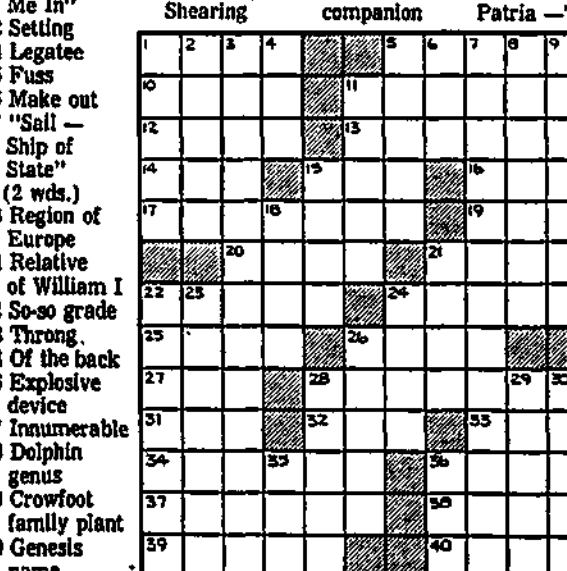 Me In"
Setting
Legatee
Fuss
Make out
"Sail —
Ship of
State"
(2 wds.)
Region of
Europe
Relative
of William I
So-so grade
Throng
Of the back
Explosive
device
Innumerable
Dolphin
genus
Crowfoot
family plant
Genesis
Shearing companion Patria —
1 2 3 4 5 6 7 8 9
10 11
12 13
14 15 16
17 18 19
20 21
22 23 24
25 26
27 28 29 30
31 32 33
34 35 36
37 38
39 40